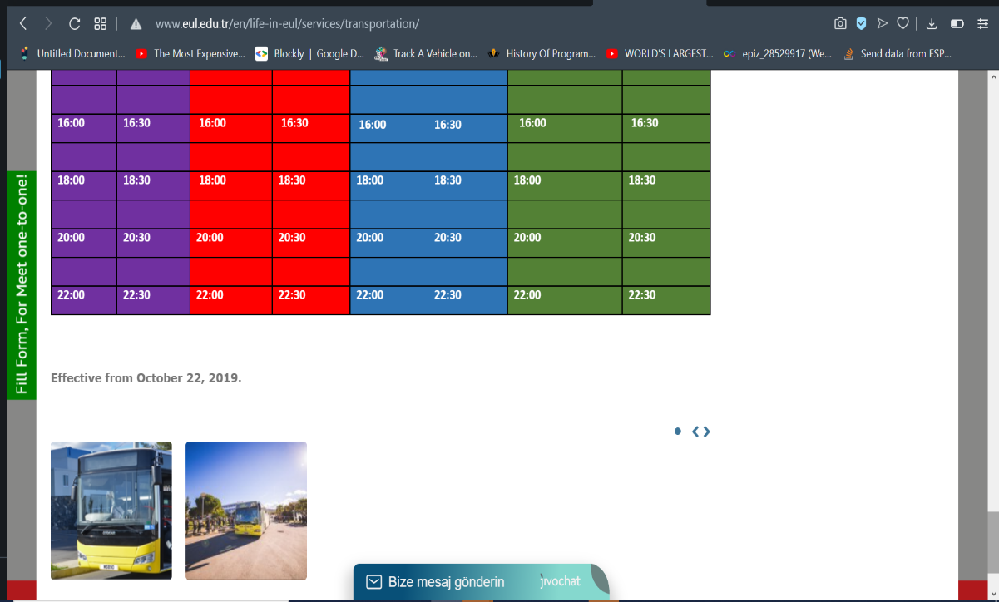 www.eul.edu.tr/en/life-in-eul/services/transportation/
Untitled Document... The Most Expensive... Blockly | Google D... Track A Vehicle on... History Of Program... WORLD'S LARGEST... epiz_28529917 (We... Send data from ESP...
16:00 16:30 16:00 16:30 16:00 16:30 16:00 16:30
18:00 18:30 18:00 18:30 18:00 18:30 18:00 18:30
20:00 20:30 20:00 20:30 20:00 20:30 20:00 20:30
22:00 22:30 22:00 22:30 22:00 22:30 22:00 22:30
Fill Form, For Meet one-to-one!
Effective from October 22, 2019.
Bize mesaj gönderin jivochat